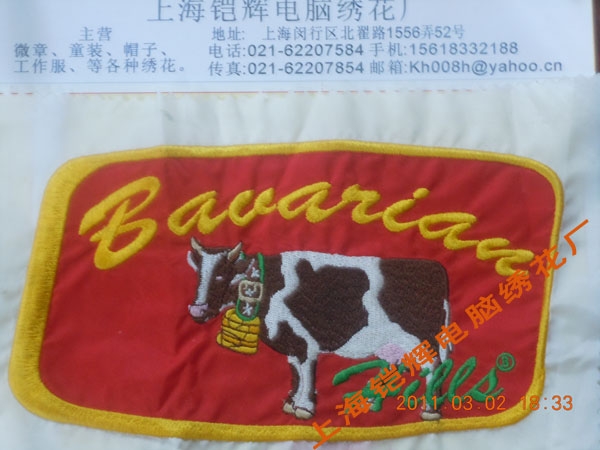 上海铠辉电脑绣花厂
主营
地址: 上海闵行区北翟路1556弄52号
徽章、童装、帽子、
电话:021-62207584 手机:15618332188
工作服、等各种绣花。
传真:021-62207854 邮箱:Kh008h@yahoo.cn
Bavarian
Hills®
上海铠辉电脑绣花厂
2011.03.02 18:33